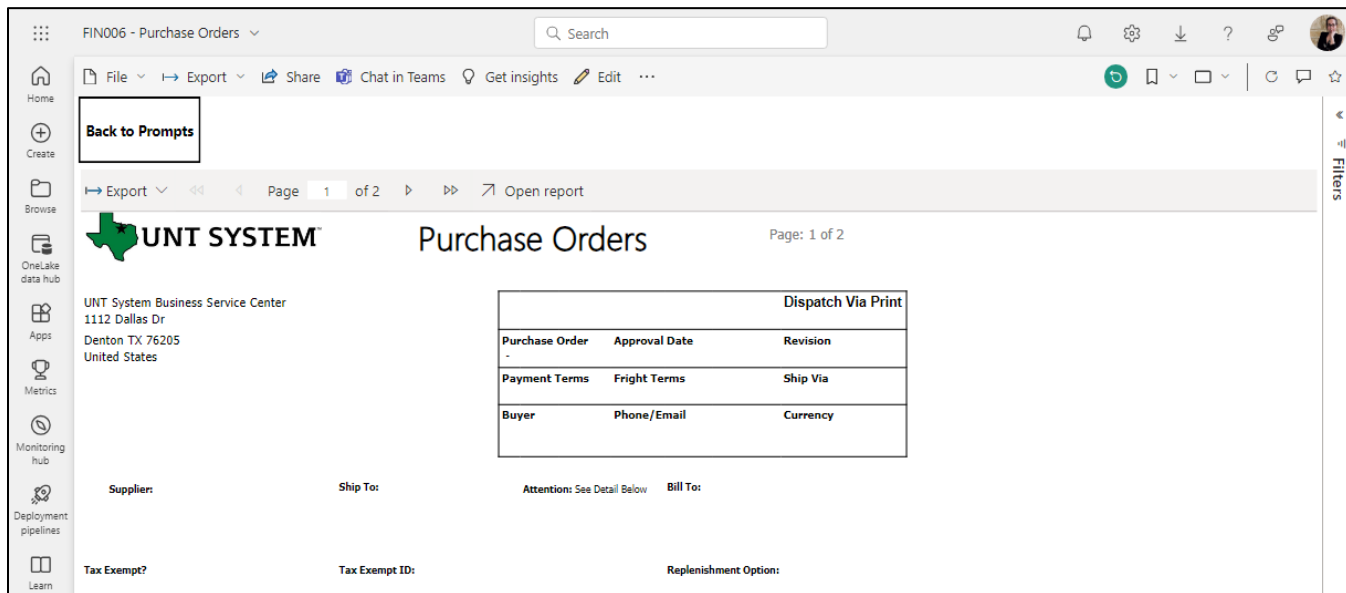 FIN006 - Purchase Orders
Search
File Export Share Chat in Teams Get insights Edit ...
Home
Create
Browse
OneLake
data hub
Apps
Metrics
Monitoring
hub
Deployment
pipelines
Learn
Back to Prompts
Filters
Export Page 1 of 2 Open report
UNT SYSTEM
Purchase Orders
Page: 1 of 2
UNT System Business Service Center
1112 Dallas Dr
Denton TX 76205
United States
Dispatch Via Print
Purchase Order Approval Date Revision
-
Payment Terms Fright Terms Ship Via
Buyer Phone/Email Currency
Supplier: Ship To: Attention: See Detail Below Bill To:
Tax Exempt? Tax Exempt ID: Replenishment Option: